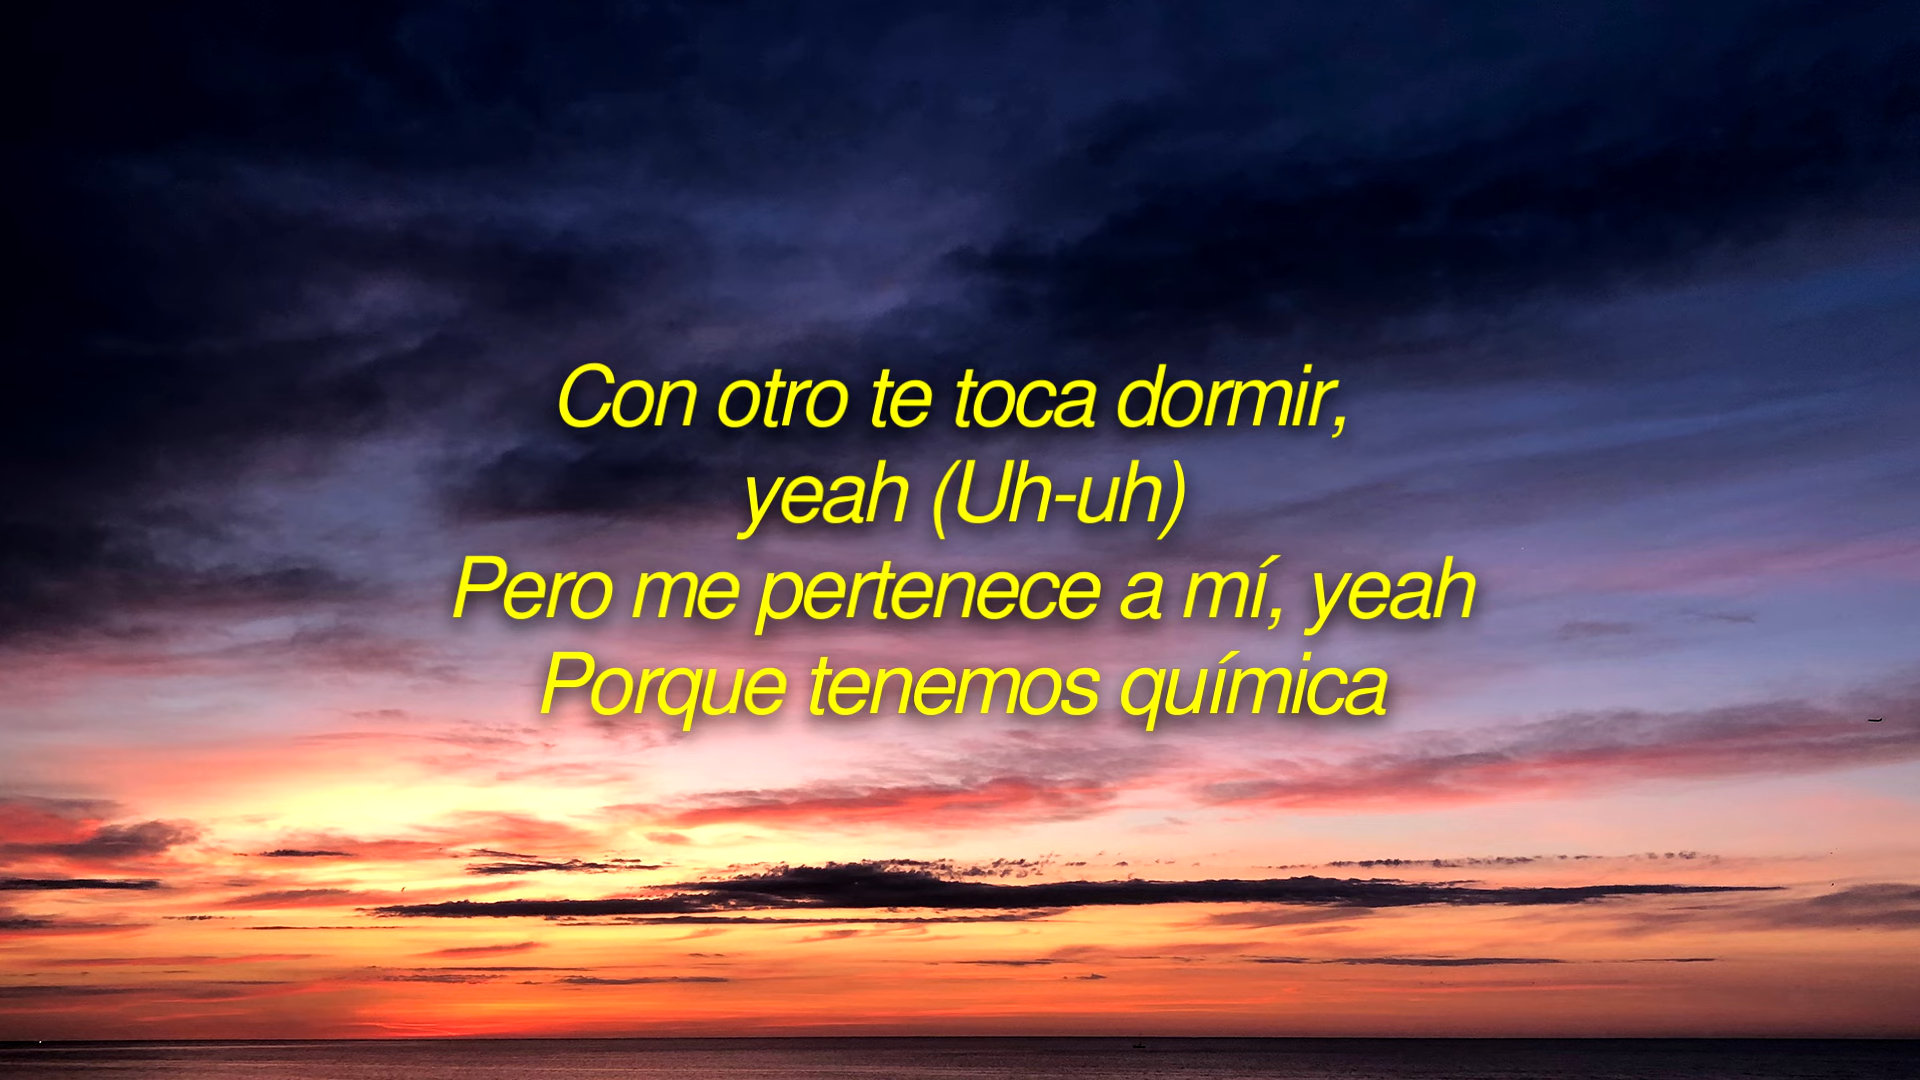 Con otro te toca dormir,
yeah (Uh-uh)
Pero me pertenece a mí, yeah
Porque tenemos química